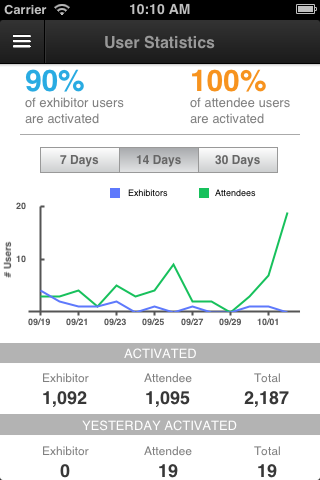 Carrier 10:10 AM
User Statistics
90% 100%
of exhibitor users of attendee users
are activated are activated
7 Days 14 Days 30 Days
Exhibitors Attendees
20
10
# Users
09/19 09/21 09/23 09/25 09/27 09/29 10/01
ACTIVATED
Exhibitor Attendee Total
1,092 1,095 2,187
YESTERDAY ACTIVATED
Exhibitor Attendee Total
0 19 19